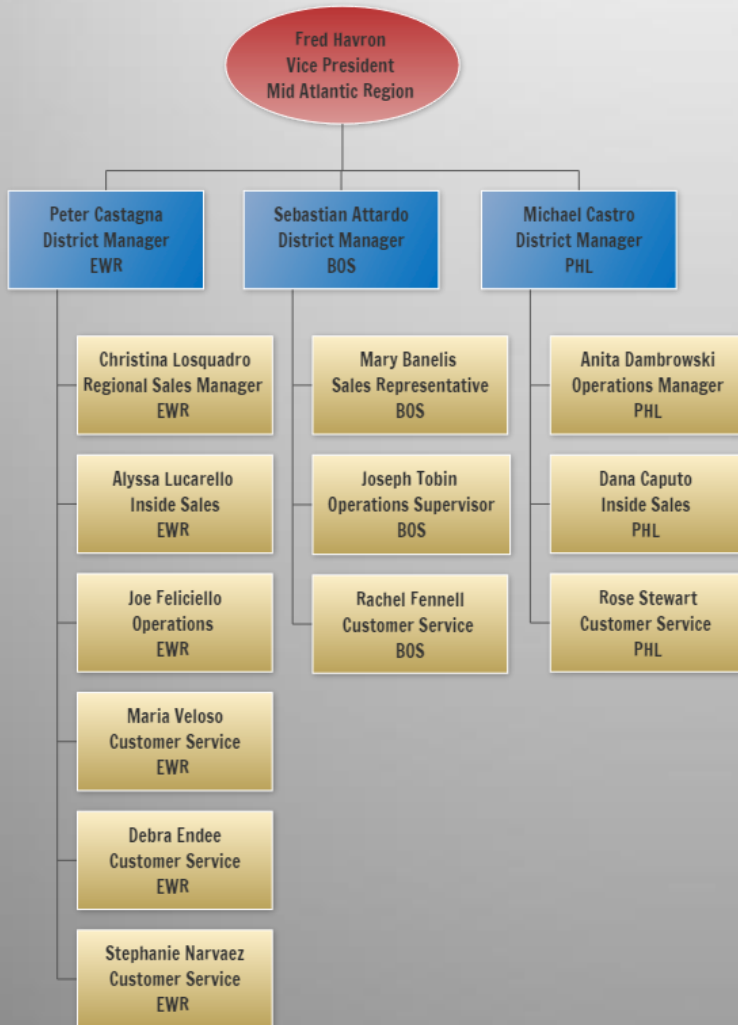 Fred Havron
Vice President
Mid Atlantic Region
Peter Castagna
District Manager
EWR
Sebastian Attardo
District Manager
BOS
Michael Castro
District Manager
PHL
Christina Losquadro
Regional Sales Manager
EWR
Alyssa Lucarello
Inside Sales
EWR
Joe Feliciello
Operations
EWR
Maria Veloso
Customer Service
EWR
Debra Endee
Customer Service
EWR
Stephanie Narvaez
Customer Service
EWR
Mary Banelis
Sales Representative
BOS
Joseph Tobin
Operations Supervisor
BOS
Rachel Fennell
Customer Service
BOS
Anita Dambrowski
Operations Manager
PHL
Dana Caputo
Inside Sales
PHL
Rose Stewart
Customer Service
PHL